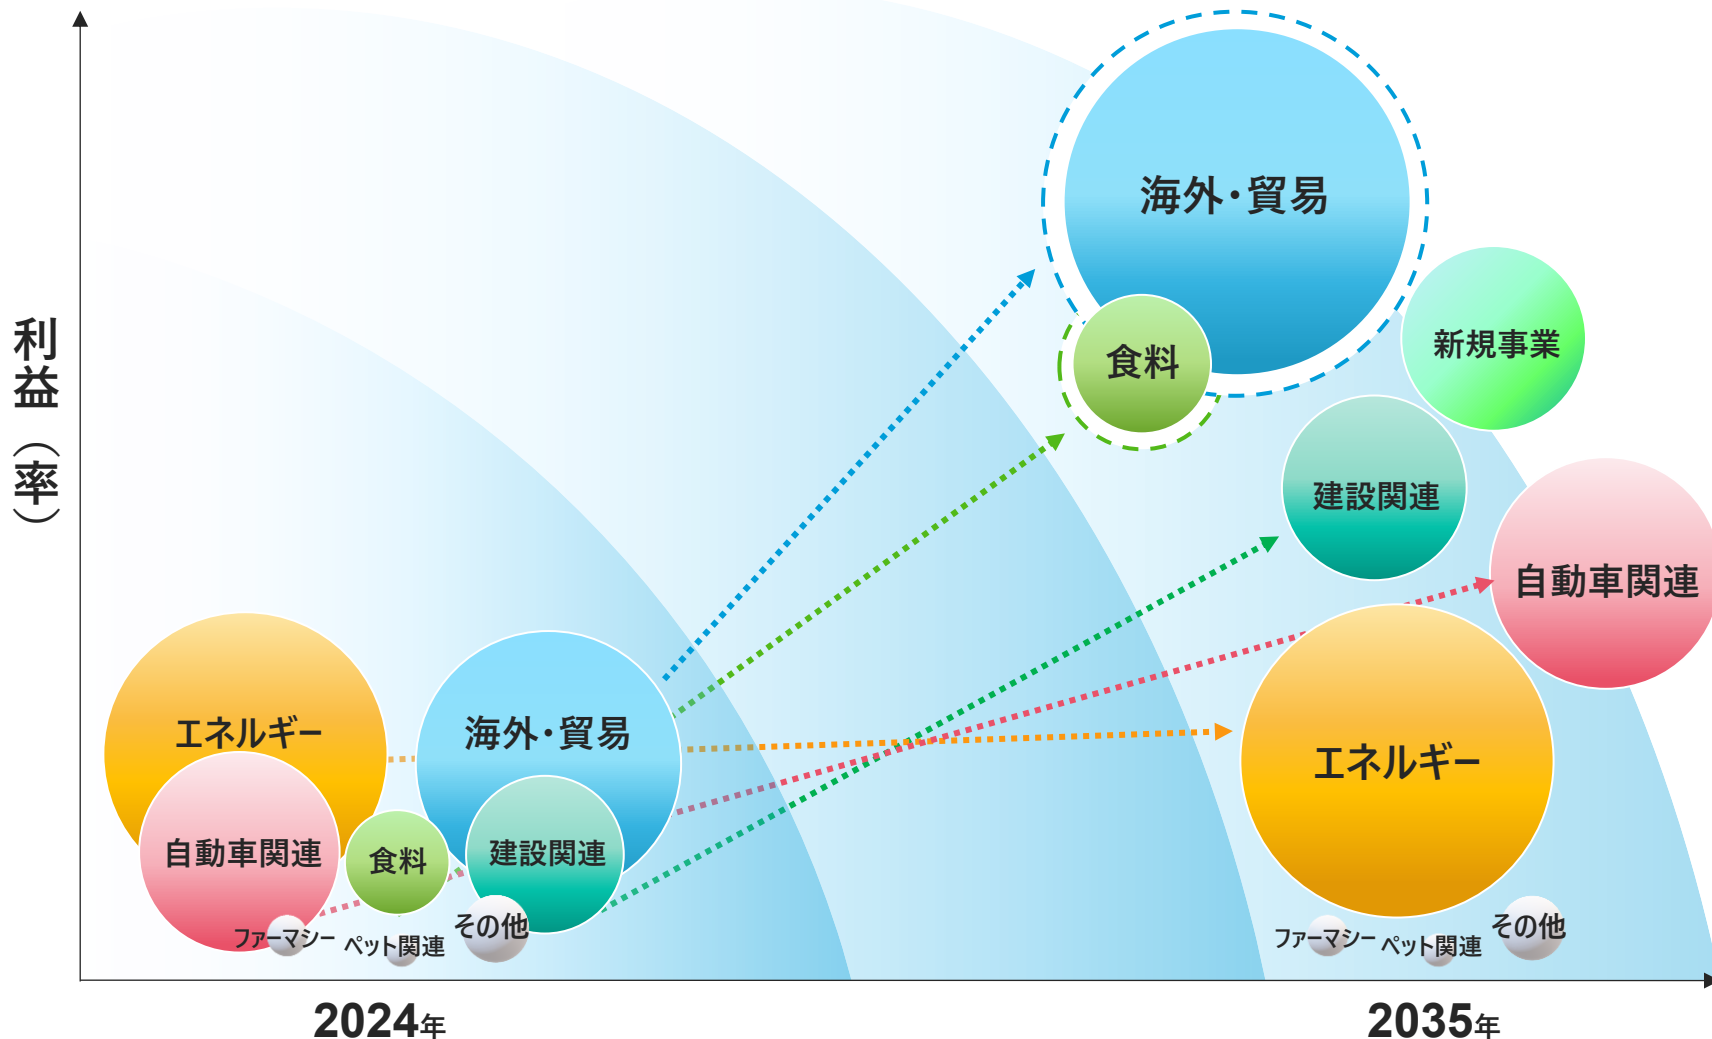 利益（率）
海外・貿易
食料
新規事業
建設関連
自動車関連
エネルギー
ファーマシー
ペット関連
その他
エネルギー
海外・貿易
自動車関連
食料
建設関連
ファーマシー
ペット関連
その他
2024年
2035年